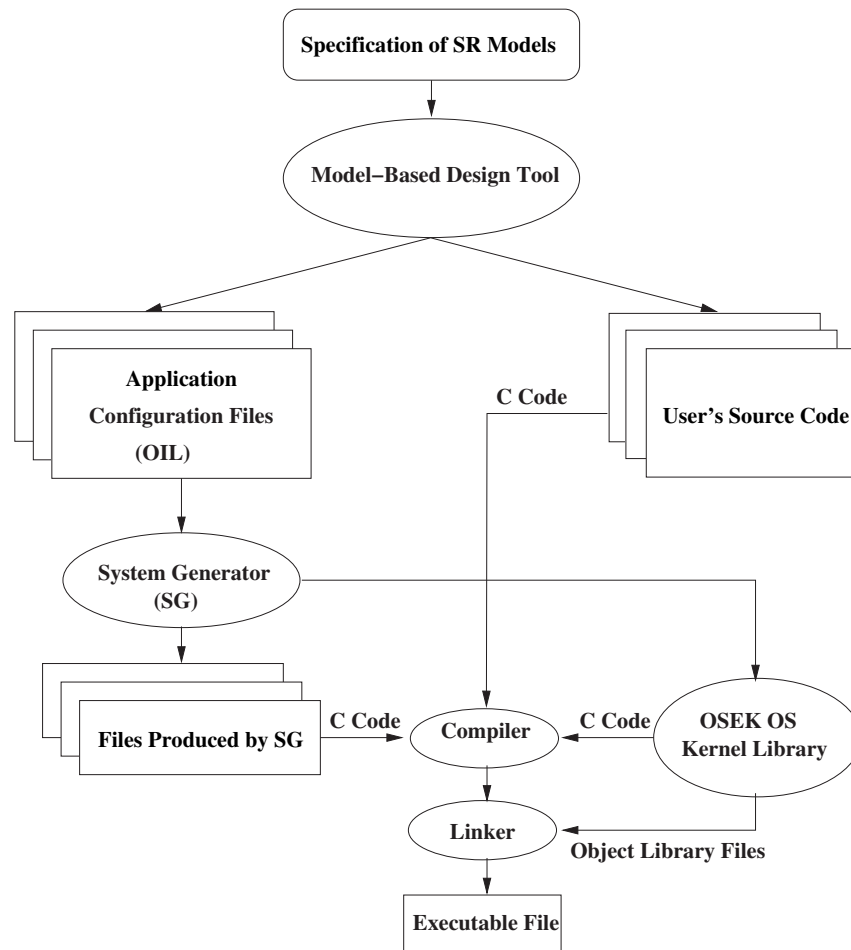 Specification of SR Models
Model−Based Design Tool
Application
Configuration Files
(OIL)
C Code
User's Source Code
System Generator
(SG)
Files Produced by SG
C Code
Compiler
C Code
OSEK OS
Kernel Library
Linker
Object Library Files
Executable File